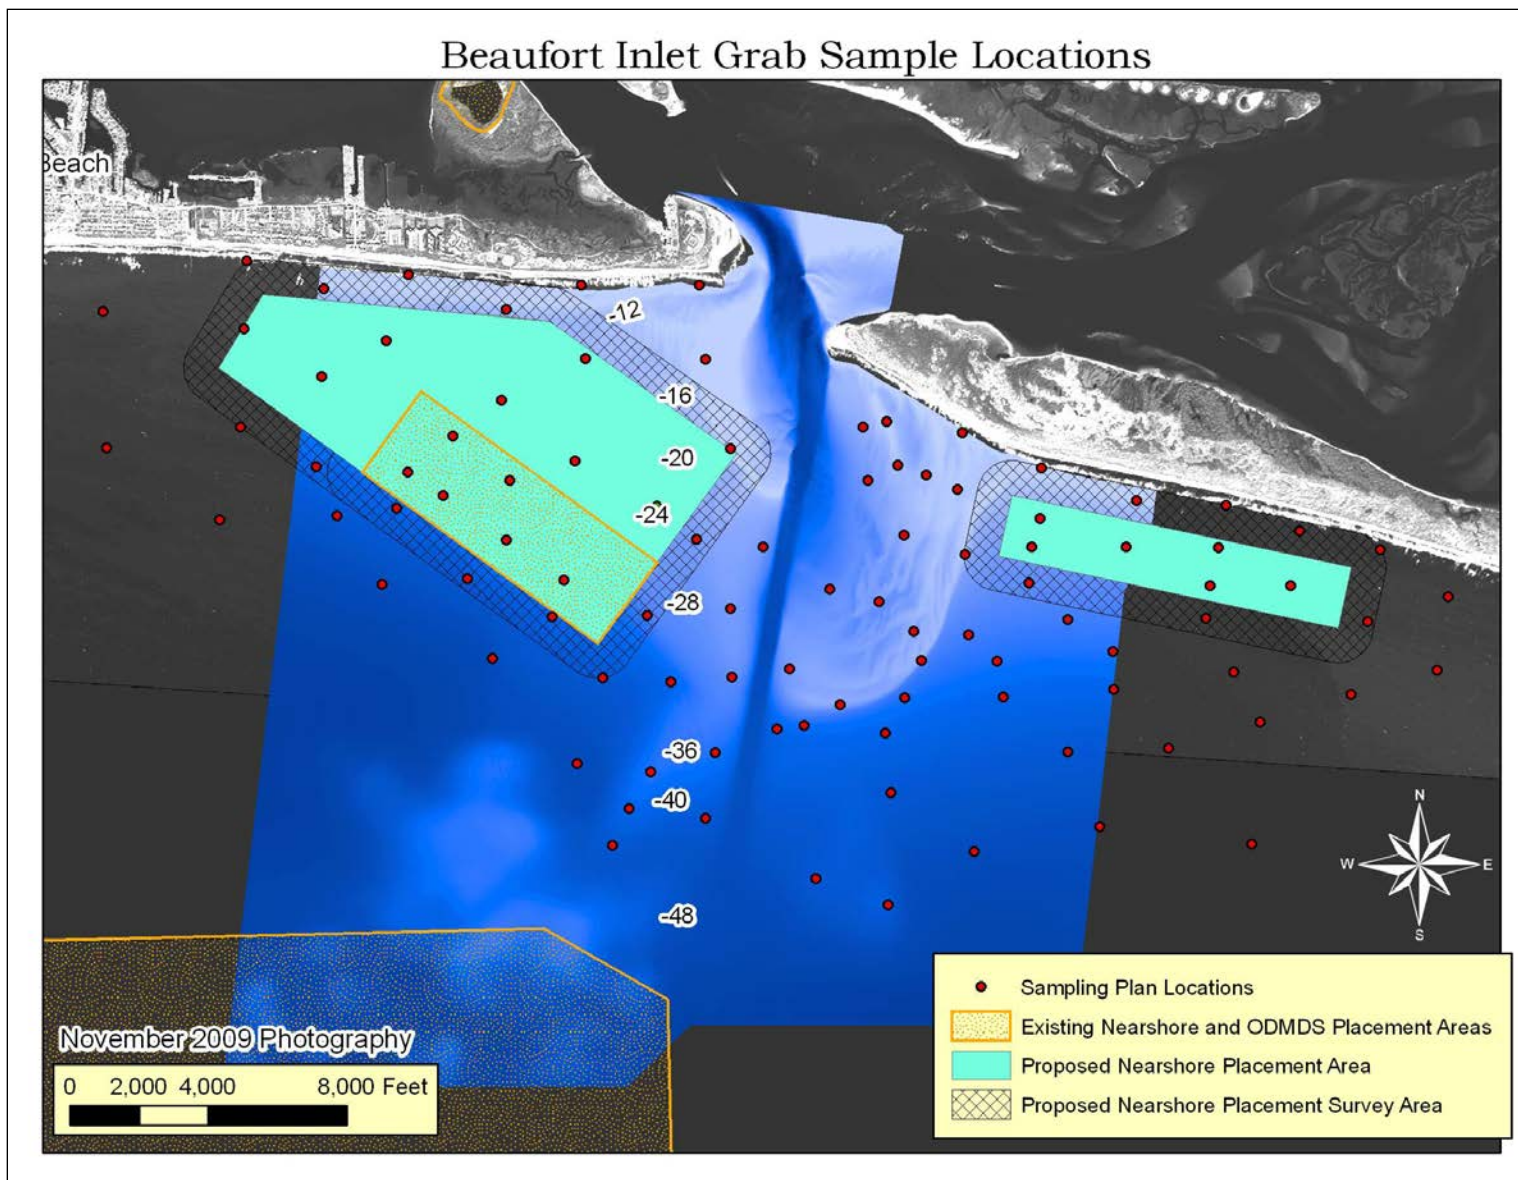 Beaufort Inlet Grab Sample Locations
Beach
-12
-16
-20
-24
-28
-36
-40
-48
N
W E
S
November 2009 Photography
0 2,000 4,000 8,000 Feet
Sampling Plan Locations
Existing Nearshore and ODMDS Placement Areas
Proposed Nearshore Placement Area
Proposed Nearshore Placement Survey Area